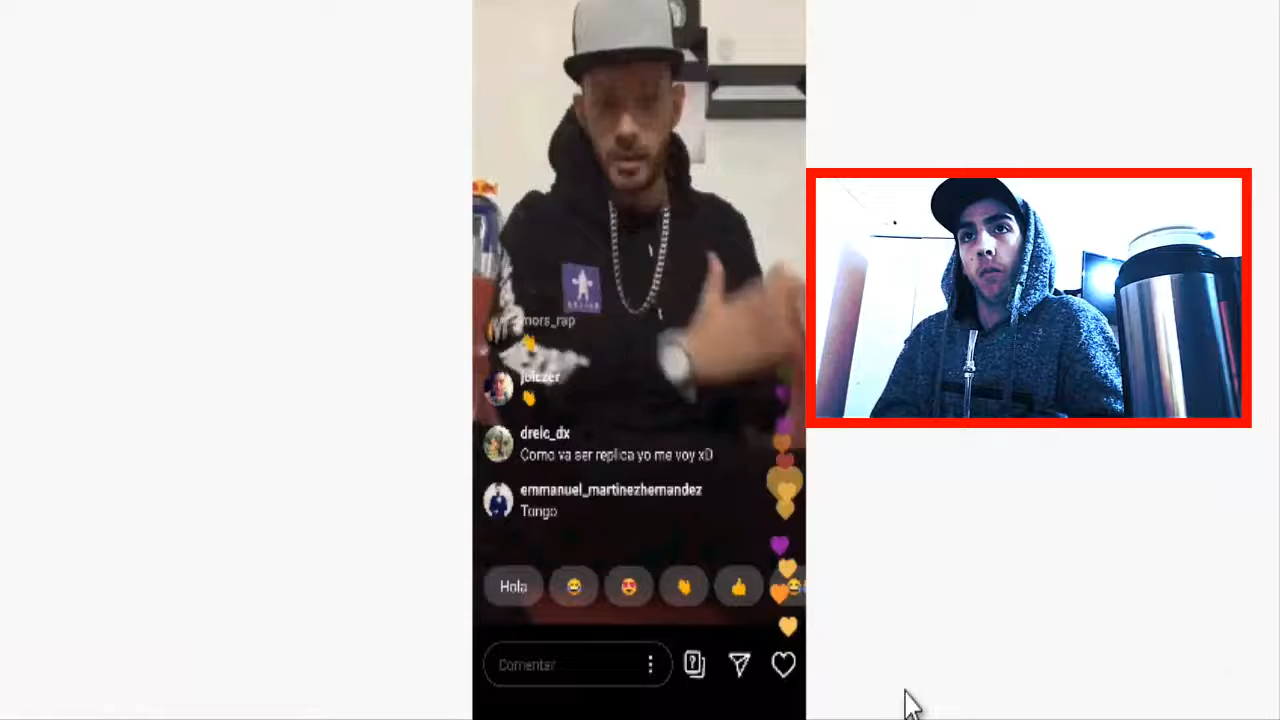 mors_rap
dreic_dx
Como va ser replica yo me voy xD
emmanuel_martinezhernandez
Tongo
Hola
Comentar